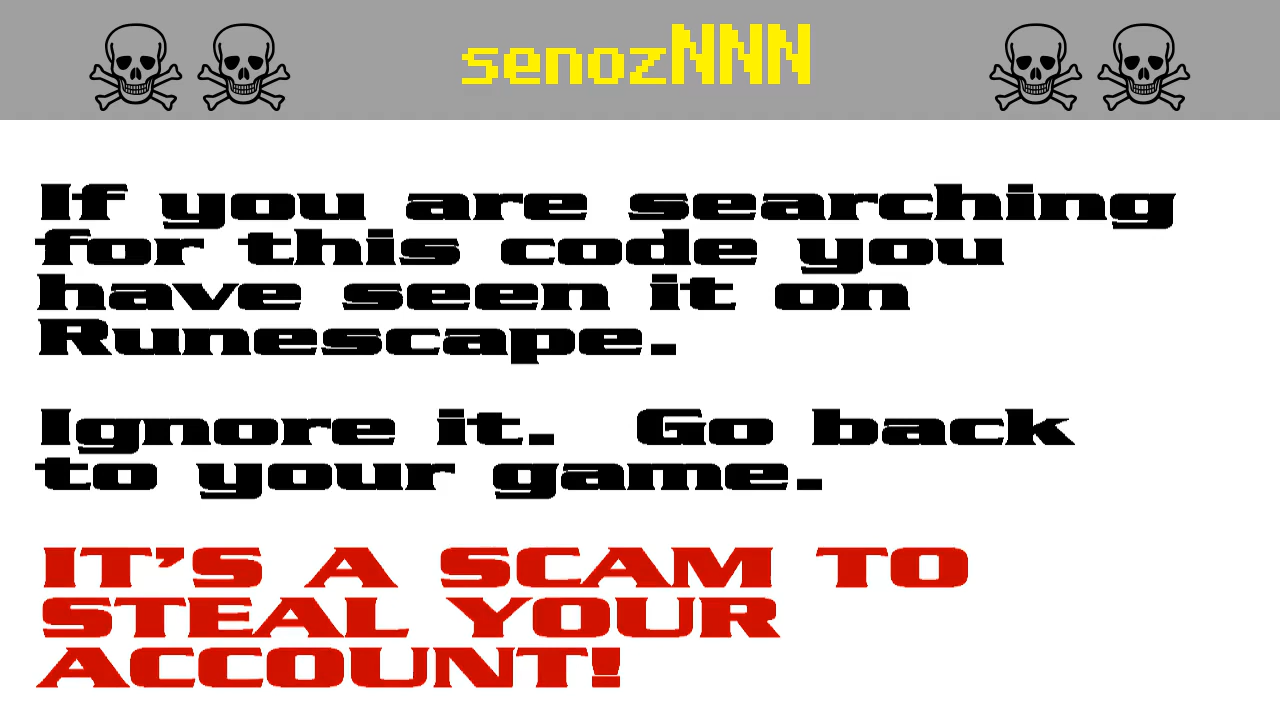 senozNNN
If you are searching
for this code you
have seen it on
Runescape.
Ignore it. Go back
to your game.
IT'S A SCAM TO
STEAL YOUR
ACCOUNT!